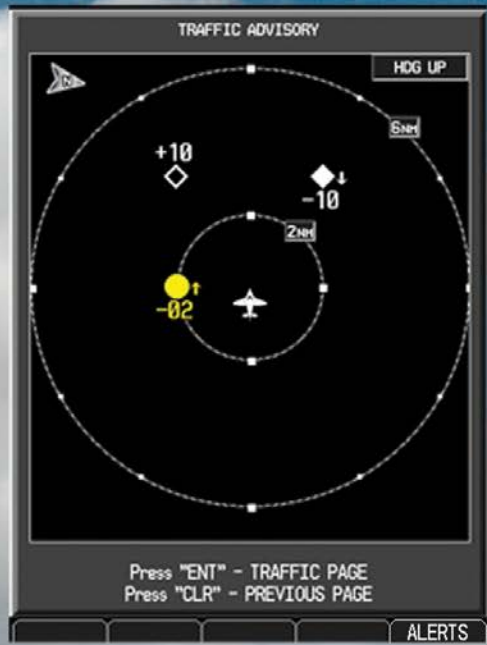 TRAFFIC ADVISORY
N
HDG UP
6NM
+10
↓
-10
2NM
↑
-02
Press "ENT" - TRAFFIC PAGE
Press "CLR" - PREVIOUS PAGE
ALERTS